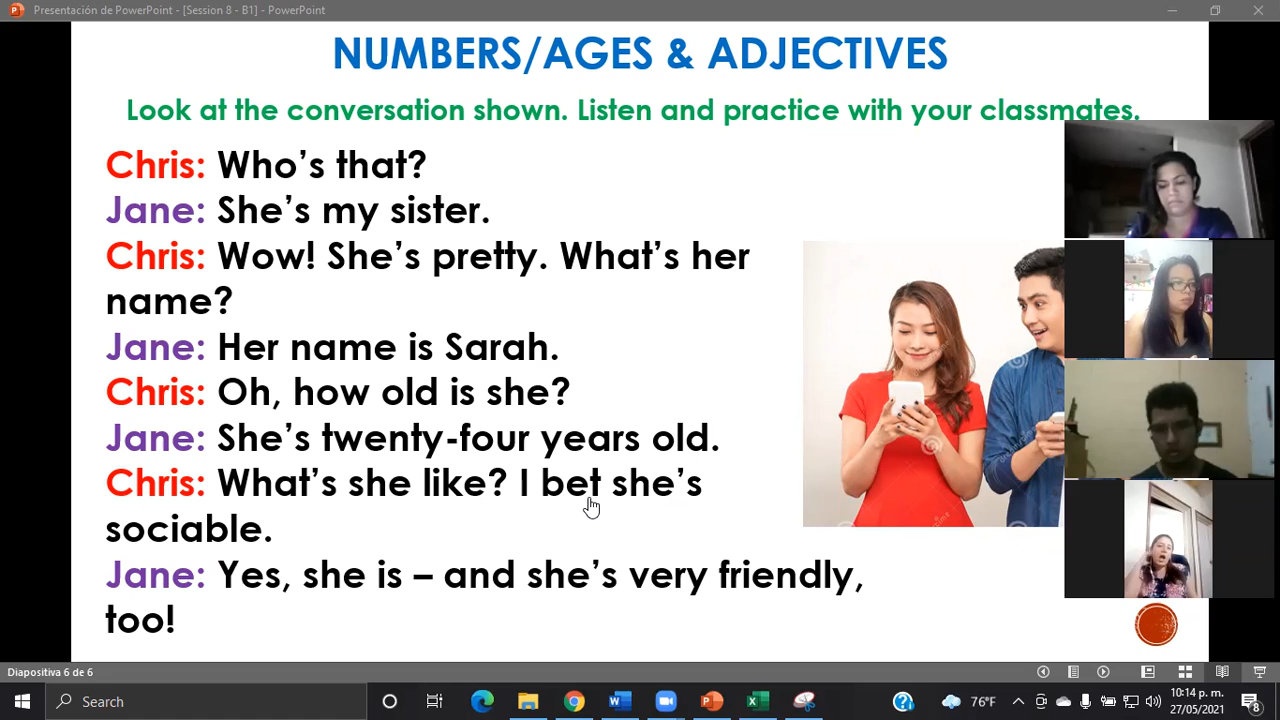 Presentación de PowerPoint - [Session 8 - B1] - PowerPoint
NUMBERS/AGES & ADJECTIVES
Look at the conversation shown. Listen and practice with your classmates.
Chris: Who's that?
Jane: She's my sister.
Chris: Wow! She's pretty. What's her
name?
Jane: Her name is Sarah.
Chris: Oh, how old is she?
Jane: She's twenty-four years old.
Chris: What's she like? I bet she's
sociable.
Jane: Yes, she is – and she's very friendly,
too!
Diapositiva 6 de 6
Search
76°F
10:14 p. m.
27/05/2021
8